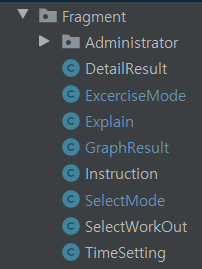 Fragment
Administrator
DetailResult
ExcerciseMode
Explain
GraphResult
Instruction
SelectMode
SelectWorkOut
TimeSetting